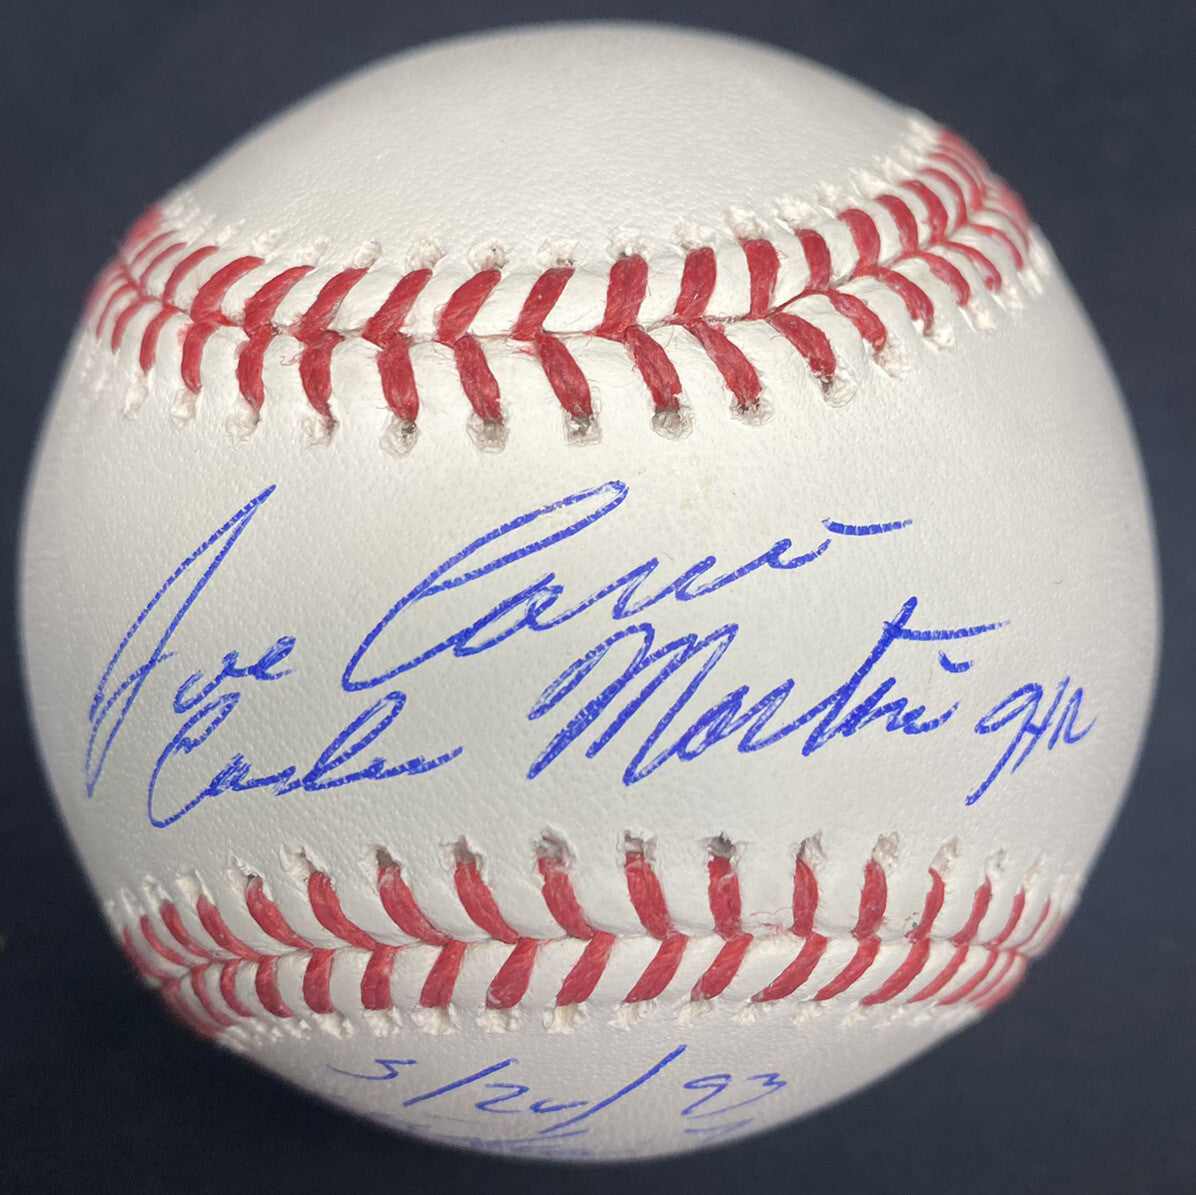 Jose Canseco
Carlos Martinez HR
5/26/93